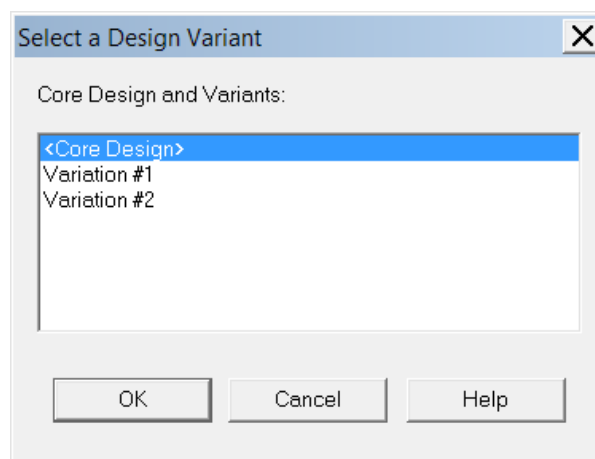 Select a Design Variant
Core Design and Variants:
<Core Design>
Variation #1
Variation #2
OK Cancel Help